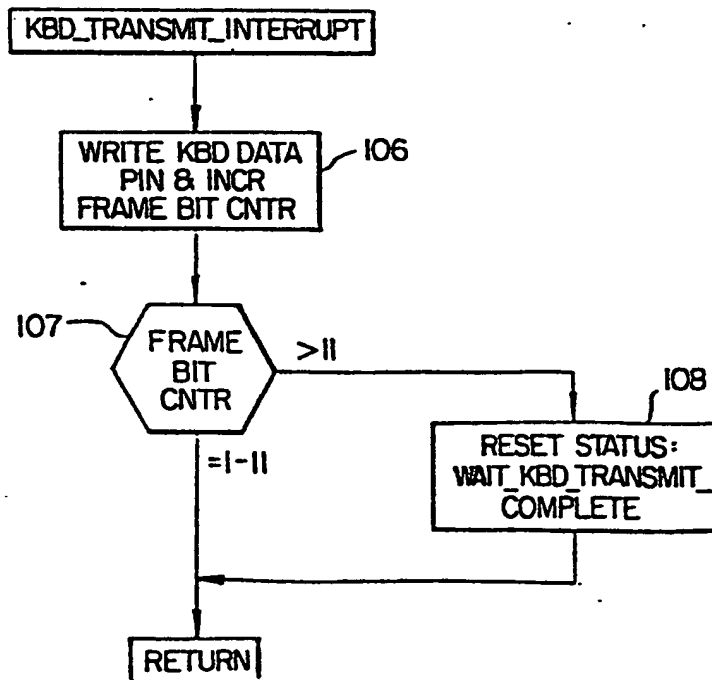 KBD_TRANSMIT_INTERRUPT
WRITE KBD DATA
PIN & INCR
FRAME BIT CNTR
106
107
FRAME
BIT
CNTR
>11
=1-11
108
RESET STATUS:
WAIT_KBD_TRANSMIT_
COMPLETE
RETURN